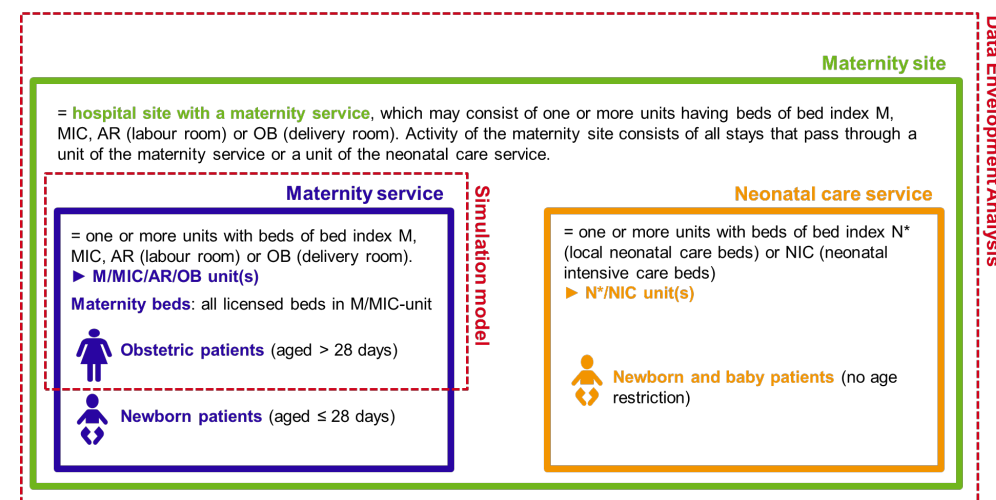 Maternity site
= hospital site with a maternity service, which may consist of one or more units having beds of bed index M,
MIC, AR (labour room) or OB (delivery room). Activity of the maternity site consists of all stays that pass through a
unit of the maternity service or a unit of the neonatal care service.
Maternity service
= one or more units with beds of bed index M,
MIC, AR (labour room) or OB (delivery room).
► M/MIC/AR/OB unit(s)
Maternity beds: all licensed beds in M/MIC-unit
Obstetric patients (aged > 28 days)
Newborn patients (aged ≤ 28 days)
Simulation model
Neonatal care service
= one or more units with beds of bed index N*
(local neonatal care beds) or NIC (neonatal
intensive care beds)
► N*/NIC unit(s)
Newborn and baby patients (no age
restriction)
Data Envelopment Analysis